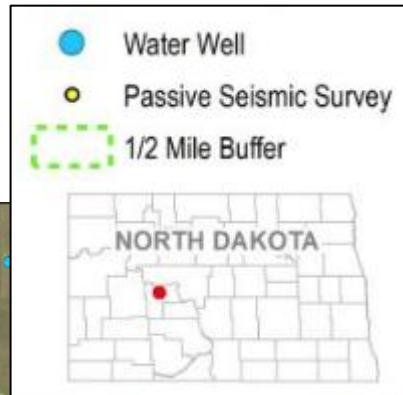 Water Well
Passive Seismic Survey
1/2 Mile Buffer
NORTH DAKOTA